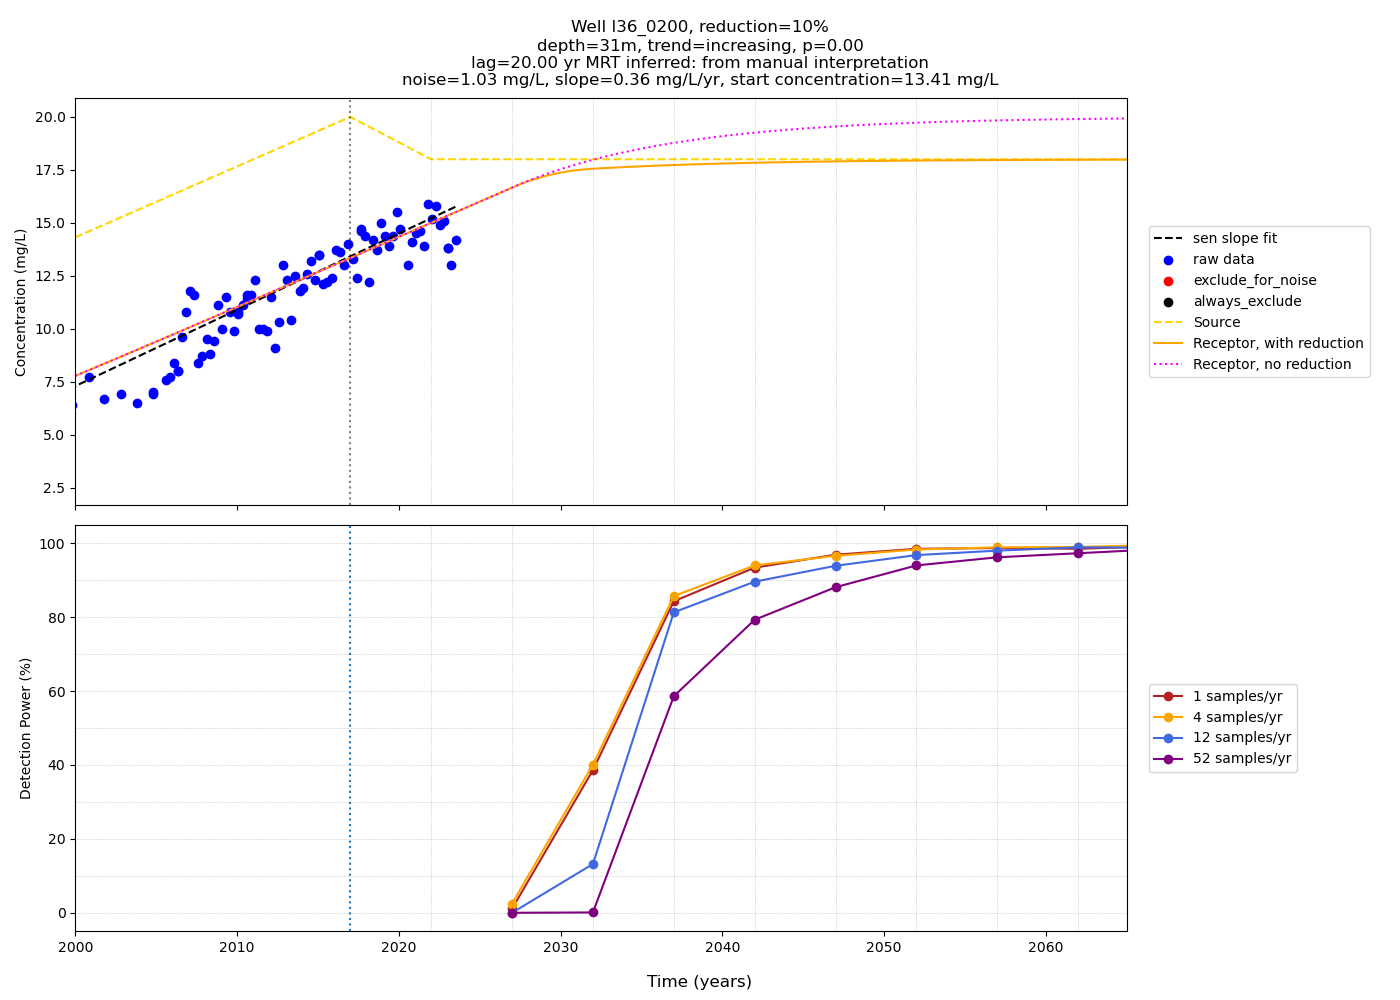 Well l36_0200, reduction=10%
depth=31m, trend=increasing, p=0.00
lag=20.00 yr MRT inferred: from manual interpretation
noise=1.03 mg/L, slope=0.36 mg/L/yr, start concentration=13.41 mg/L
Concentration (mg/L)
20.0
17.5
15.0
12.5
10.0
7.5
5.0
2.5
sen slope fit
raw data
exclude_for_noise
always_exclude
Source
Receptor, with reduction
Receptor, no reduction
Detection Power (%)
100
80
60
40
20
0
1 samples/yr
4 samples/yr
12 samples/yr
52 samples/yr
2000
2010
2020
2030
2040
2050
2060
Time (years)